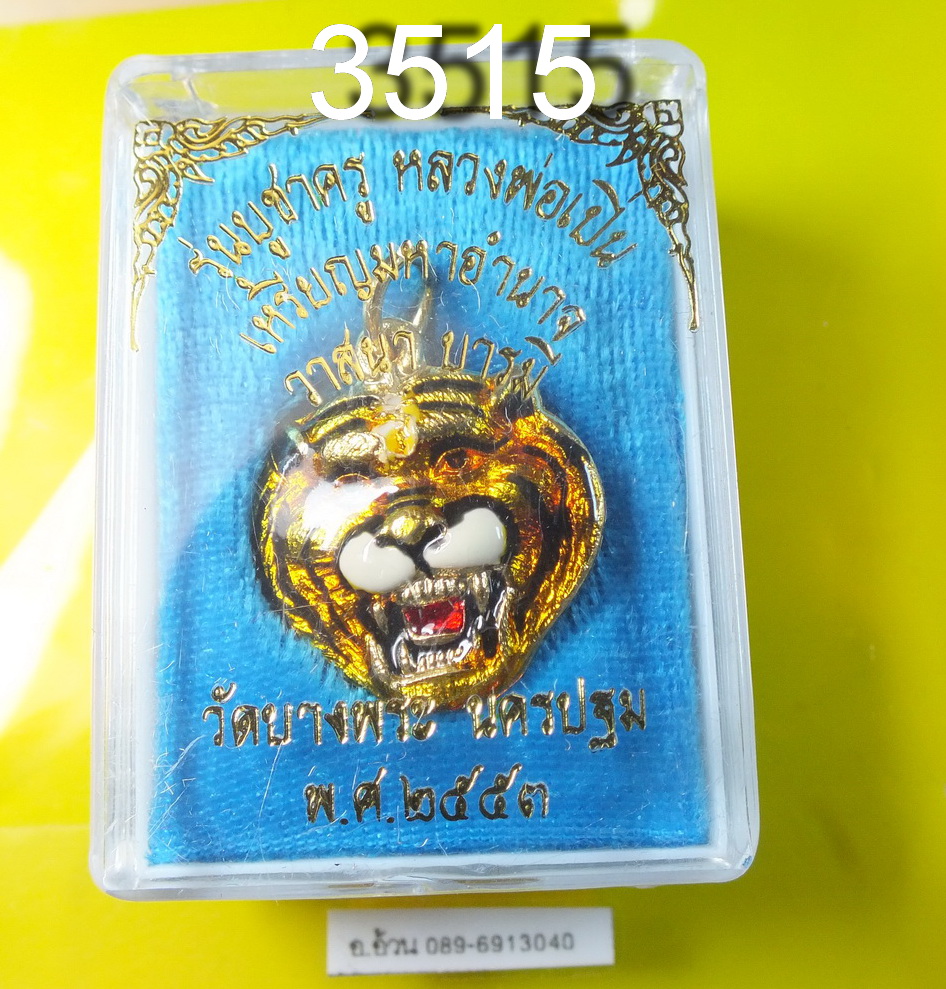 3515
รุ่นบูชาครู หลวงพ่อเปิ่น
เหรียญมหาอำนาจ
วาสนา บารมี
วัดบางพระ นครปฐม
พ.ศ.๒๕๕๓
อ.อ้วน 089-6913040